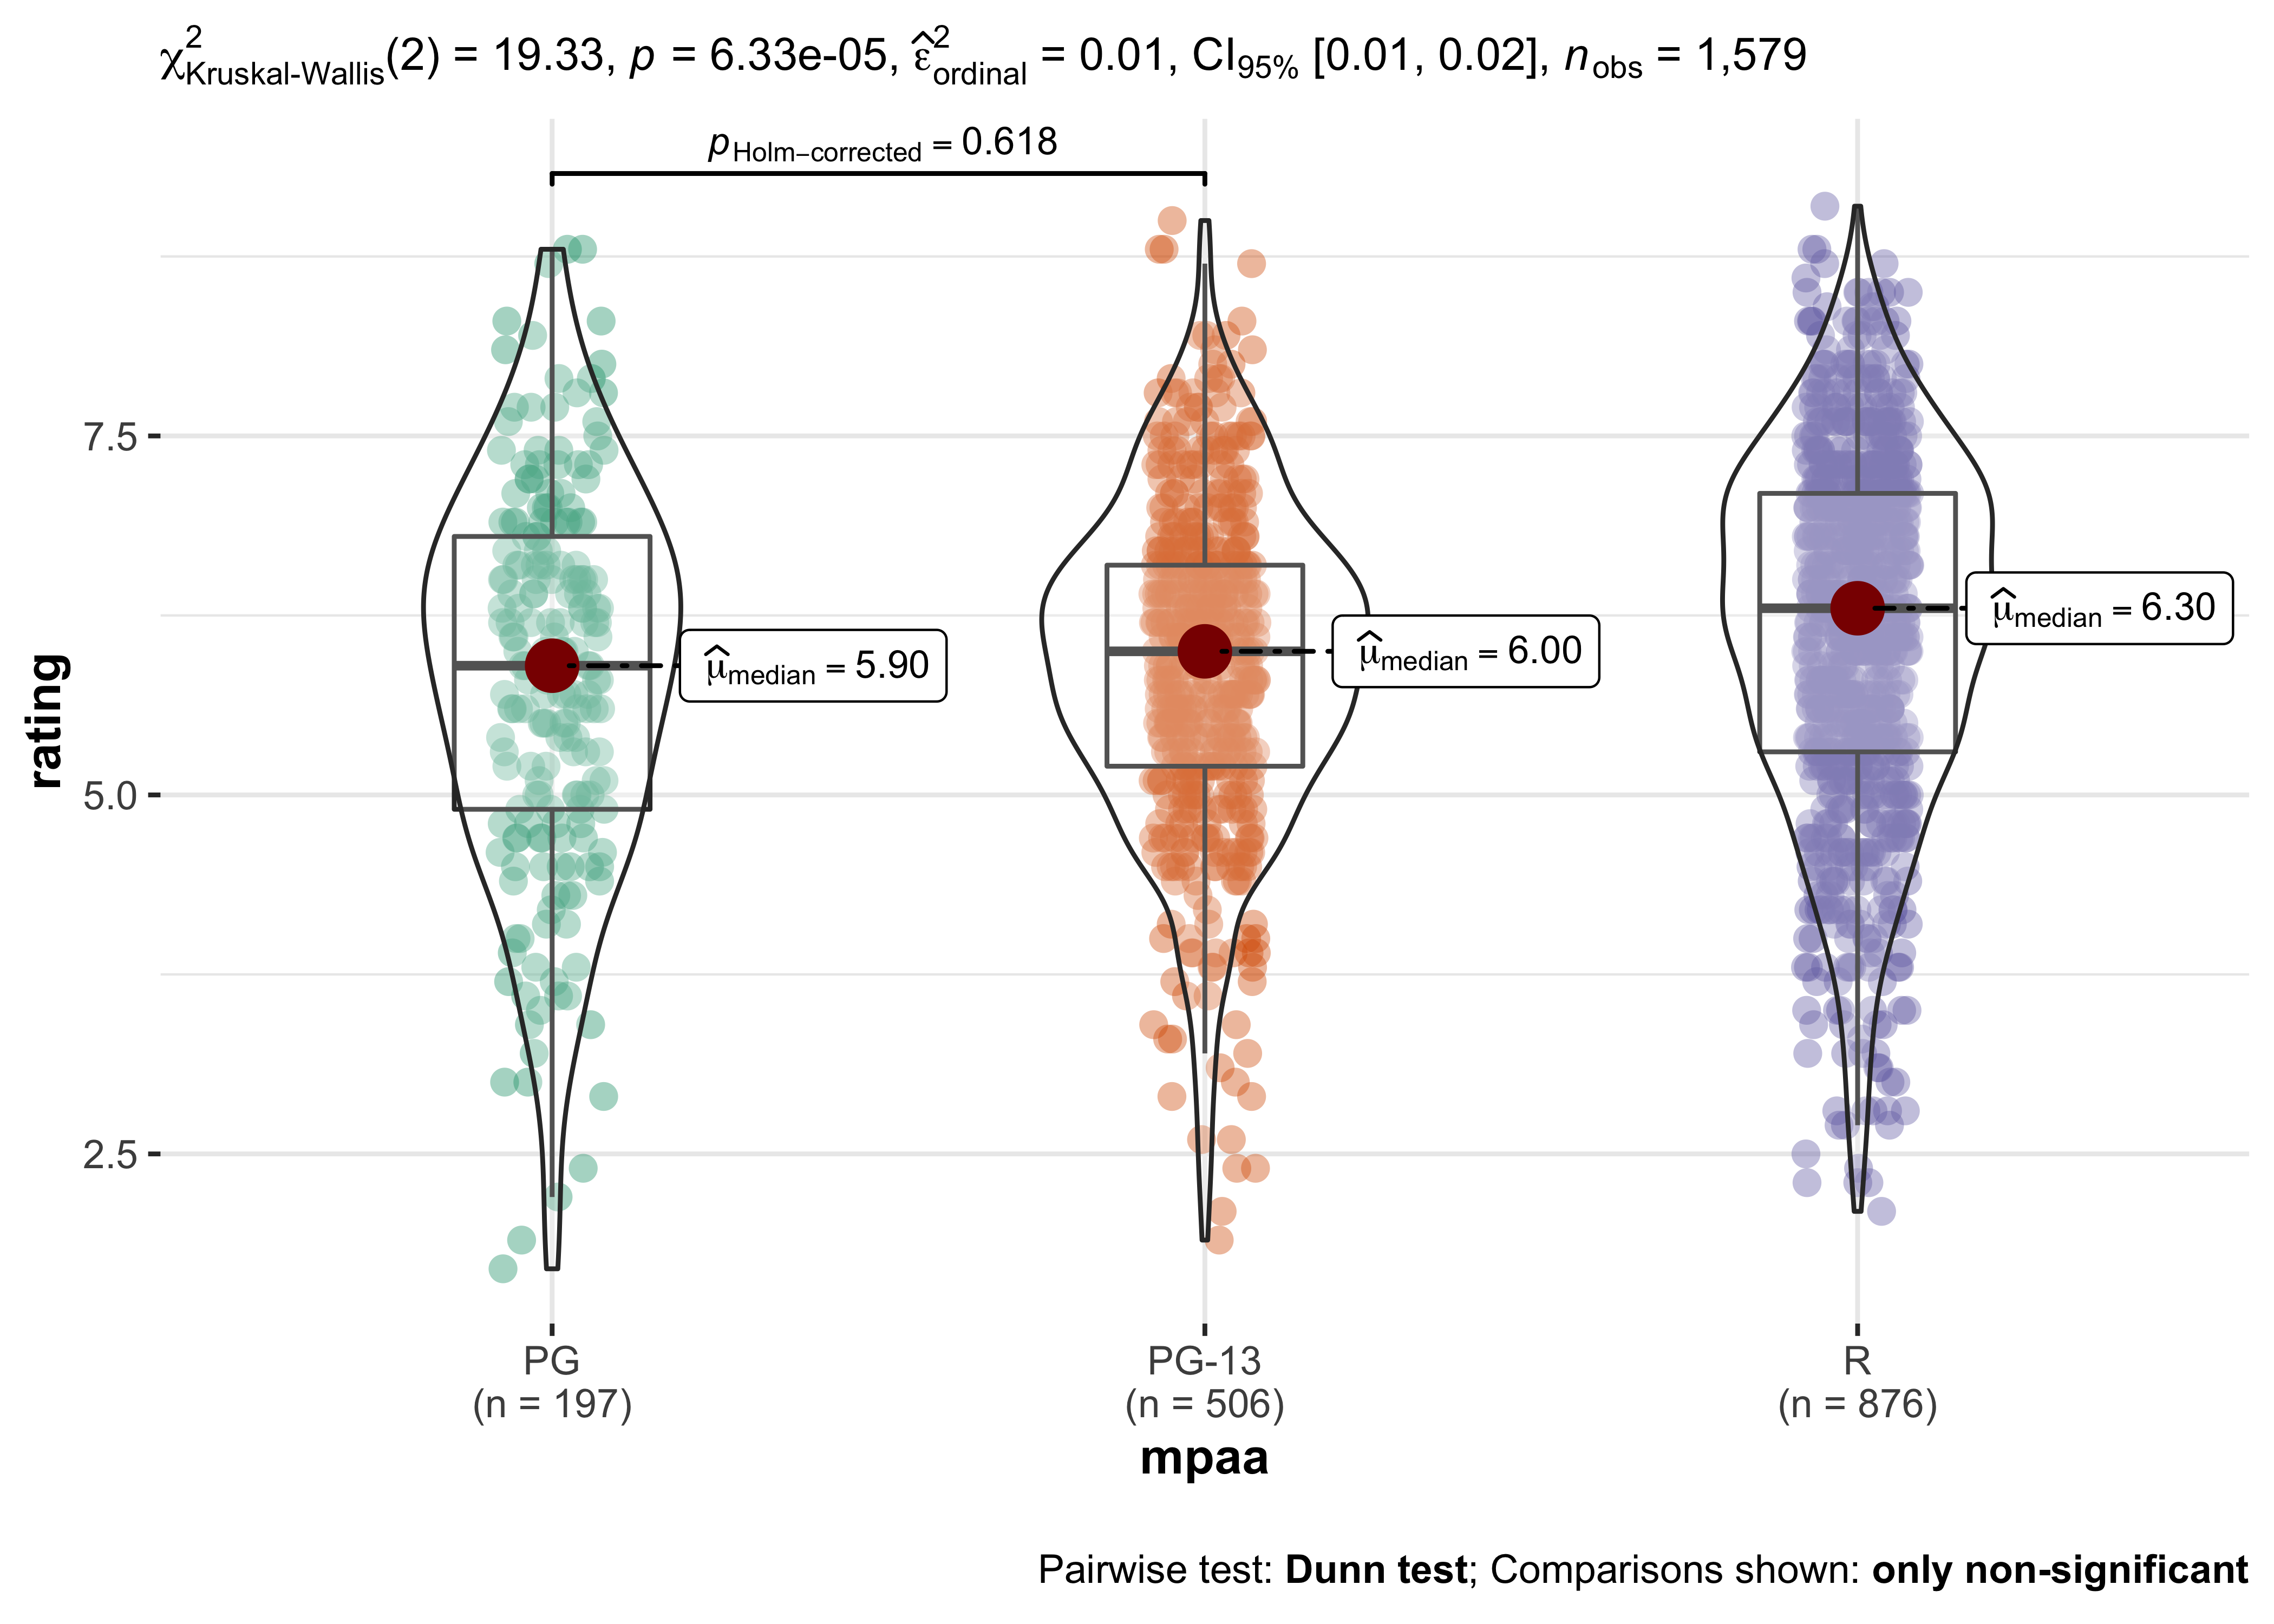 χ²Kruskal-Wallis(2) = 19.33, p = 6.33e-05, ε̂²ordinal = 0.01, CI95% [0.01, 0.02], nobs = 1,579
pHolm−corrected = 0.618
7.5
5.0
2.5
rating
μ̂median = 5.90
μ̂median = 6.00
μ̂median = 6.30
PG
(n = 197)
PG-13
(n = 506)
R
(n = 876)
mpaa
Pairwise test: Dunn test; Comparisons shown: only non-significant